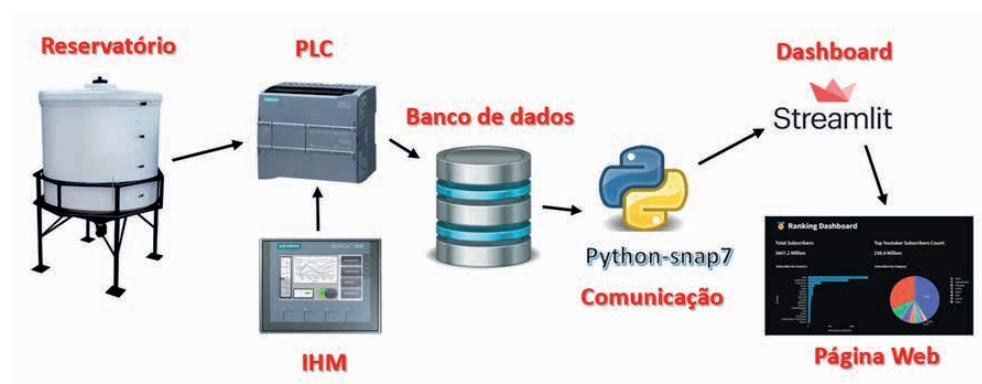 Reservatório
PLC
SIEMENS
Banco de dados
Dashboard
Streamlit
Python-snap7
Comunicação
SIEMENS
IHM
Ranking Dashboard
Total Subscribers
Top Youtuber Subscribers Count:
Página Web